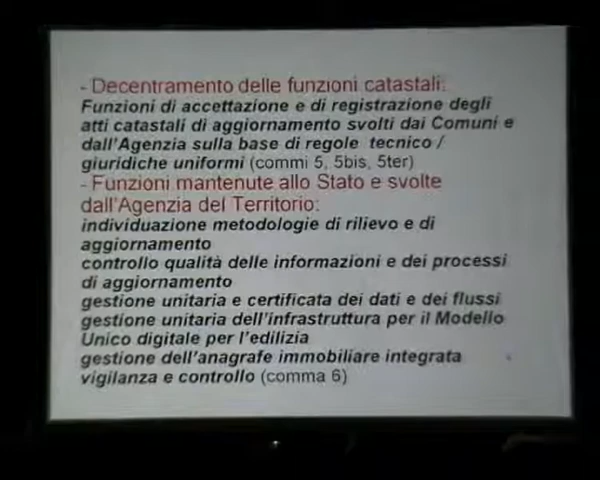 - Decentramento delle funzioni catastali:
Funzioni di accettazione e di registrazione degli
atti catastali di aggiornamento svolti dai Comuni e
dall'Agenzia sulla base di regole tecnico /
giuridiche uniformi (commi 5, 5bis, 5ter)
- Funzioni mantenute allo Stato e svolte
dall'Agenzia del Territorio:
individuazione metodologie di rilievo e di
aggiornamento
controllo qualità delle informazioni e dei processi
di aggiornamento
gestione unitaria e certificata dei dati e dei flussi
gestione unitaria dell'infrastruttura per il Modello
Unico digitale per l'edilizia
gestione dell'anagrafe immobiliare integrata
vigilanza e controllo (comma 6)